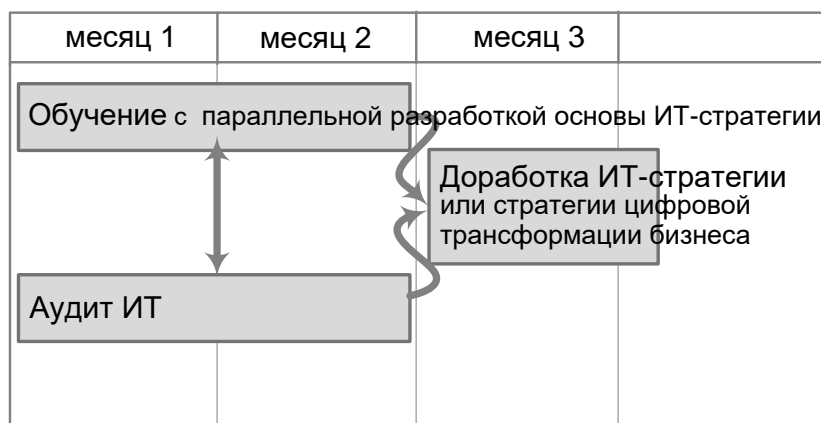 месяц 1 месяц 2 месяц 3
Обучение с параллельной разработкой основы ИТ-стратегии
Доработка ИТ-стратегии
или стратегии цифровой
трансформации бизнеса
Аудит ИТ